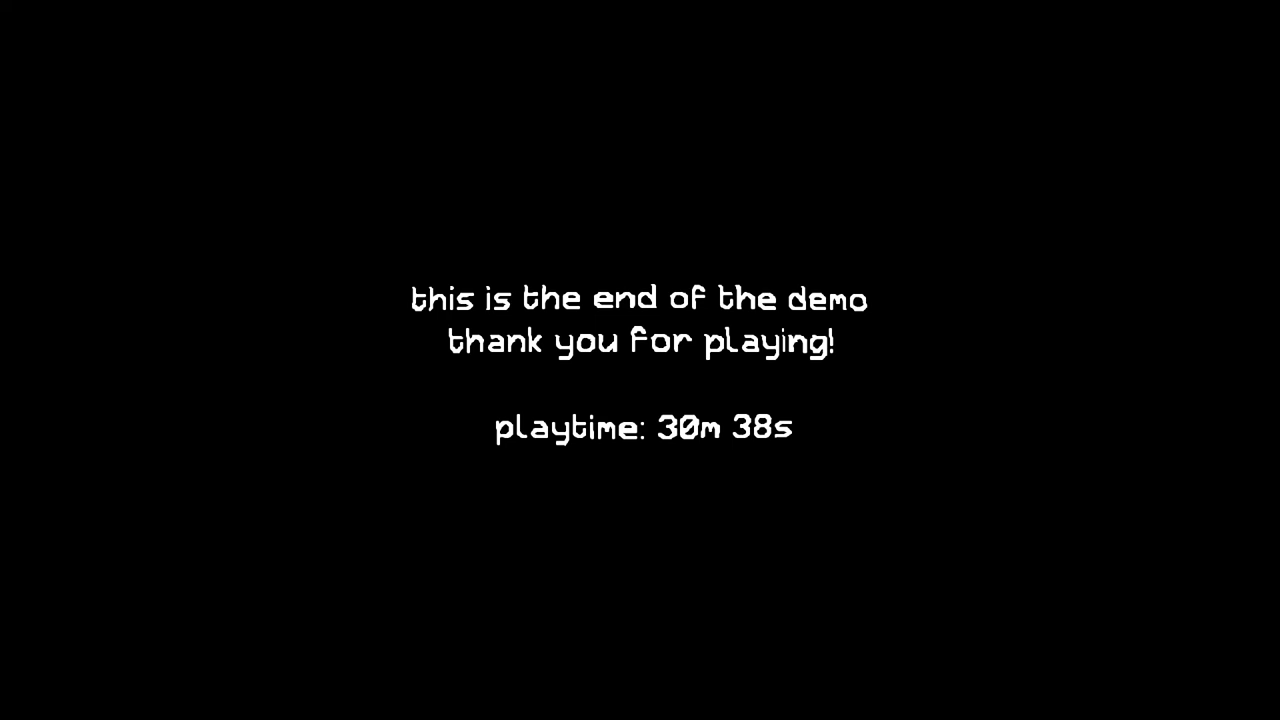 this is the end of the demo
thank you for playing!
playtime: 30m 38s